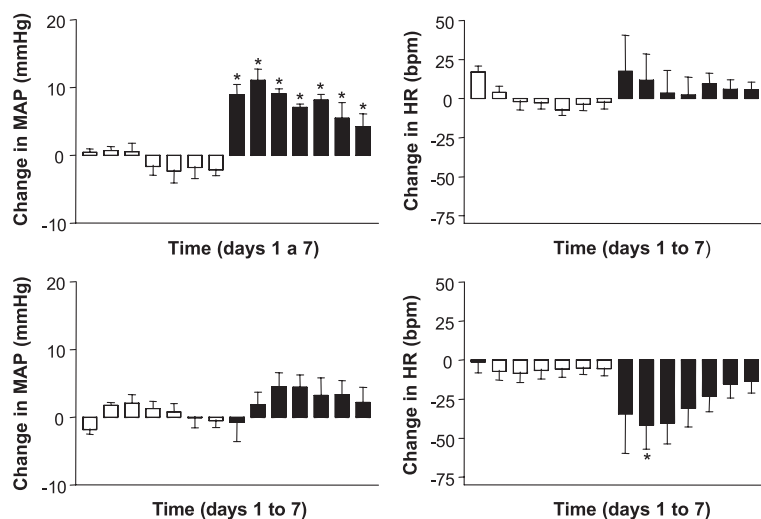 Change in MAP (mmHg)
20
10
0
-10
* * * * * * *
Time (days 1 a 7)
Change in HR (bpm)
50
25
0
-25
-50
-75
Time (days 1 to 7)
Change in MAP (mmHg)
20
10
0
-10
Time (days 1 to 7)
Change in HR (bpm)
50
25
0
-25
-50
-75
*
Time (days 1 to 7)